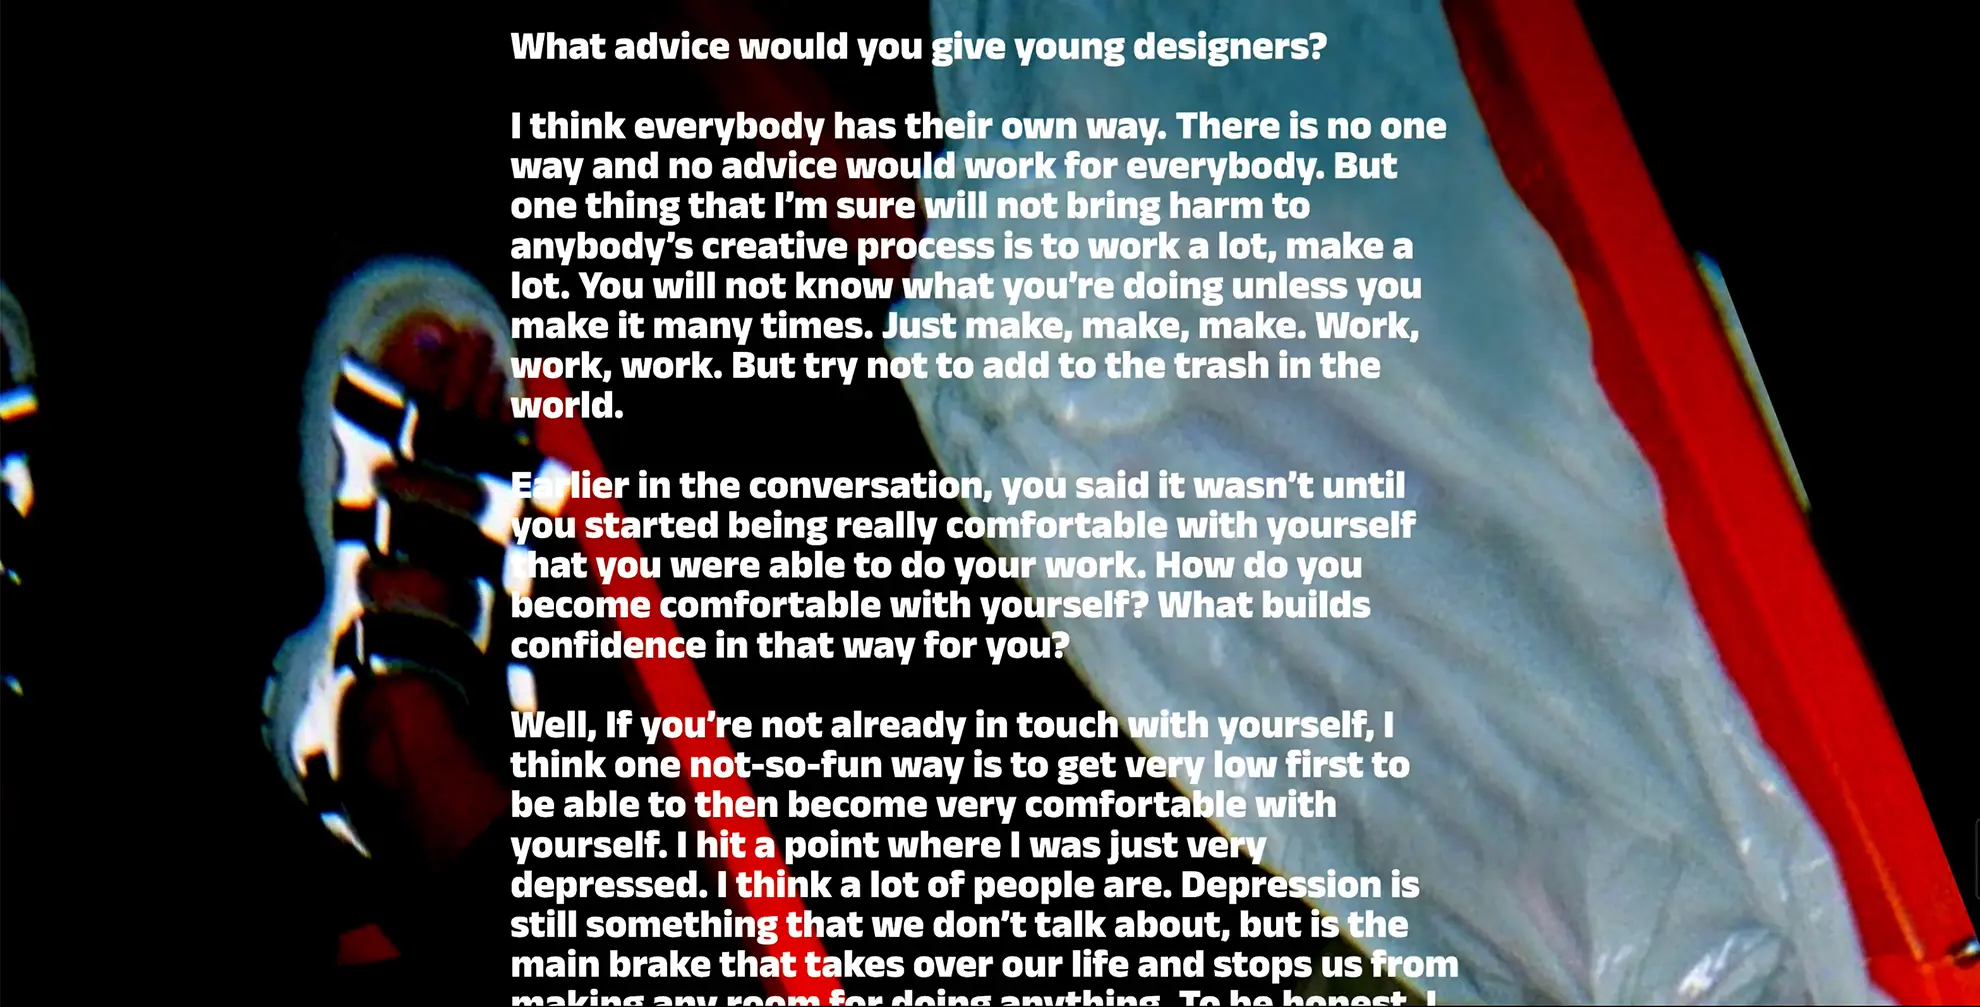 What advice would you give young designers?
I think everybody has their own way. There is no one
way and no advice would work for everybody. But
one thing that I’m sure will not bring harm to
anybody’s creative process is to work a lot, make a
lot. You will not know what you’re doing unless you
make it many times. Just make, make, make. Work,
work, work. But try not to add to the trash in the
world.
Earlier in the conversation, you said it wasn’t until
you started being really comfortable with yourself
that you were able to do your work. How do you
become comfortable with yourself? What builds
confidence in that way for you?
Well, If you’re not already in touch with yourself, I
think one not-so-fun way is to get very low first to
be able to then become very comfortable with
yourself. I hit a point where I was just very
depressed. I think a lot of people are. Depression is
still something that we don’t talk about, but is the
main brake that takes over our life and stops us from
making any room for doing anything. To be honest, I